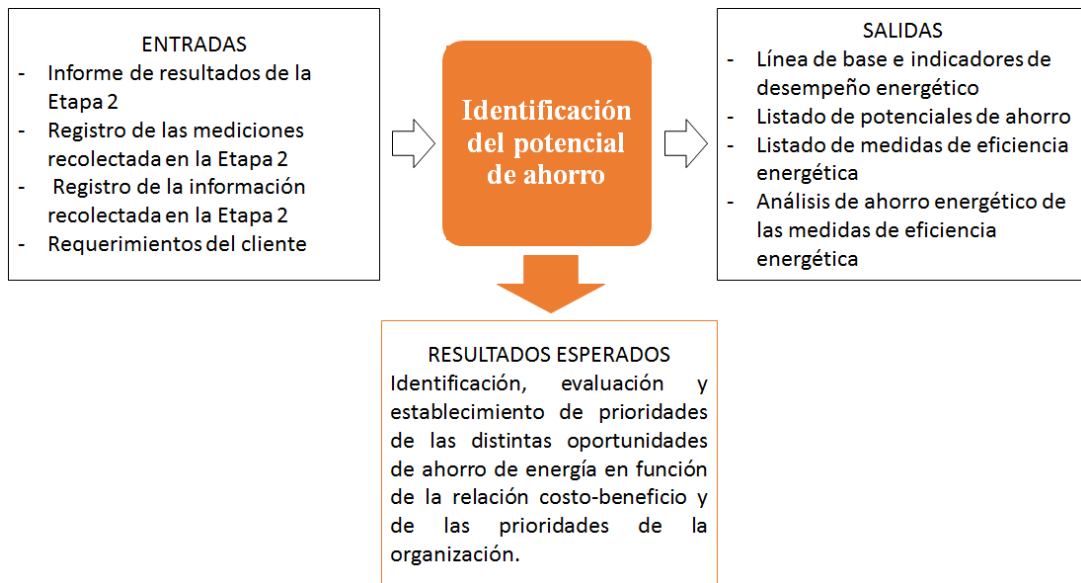 ENTRADAS
- Informe de resultados de la
Etapa 2
- Registro de las mediciones
recolectada en la Etapa 2
- Registro de la información
recolectada en la Etapa 2
- Requerimientos del cliente
Identificación
del potencial
de ahorro
SALIDAS
- Línea de base e indicadores de
desempeño energético
- Listado de potenciales de ahorro
- Listado de medidas de eficiencia
energética
- Análisis de ahorro energético de
las medidas de eficiencia
energética
RESULTADOS ESPERADOS
Identificación, evaluación y
establecimiento de prioridades
de las distintas oportunidades
de ahorro de energía en función
de la relación costo-beneficio y
de las prioridades de la
organización.